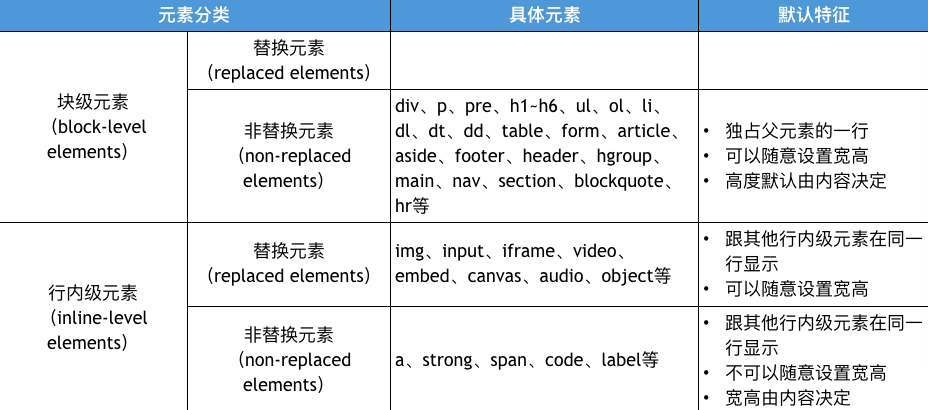 元素分类
具体元素
默认特征
块级元素
（block-level
elements）
替换元素
（replaced elements）
非替换元素
（non-replaced
elements）
div、p、pre、h1~h6、ul、ol、li、
dl、dt、dd、table、form、article、
aside、footer、header、hgroup、
main、nav、section、blockquote、
hr等
• 独占父元素的一行
• 可以随意设置宽高
• 高度默认由内容决定
行内级元素
（inline-level
elements）
替换元素
（replaced elements）
img、input、iframe、video、
embed、canvas、audio、object等
• 跟其他行内级元素在同一
行显示
• 可以随意设置宽高
非替换元素
（non-replaced
elements）
a、strong、span、code、label等
• 跟其他行内级元素在同一
行显示
• 不可以随意设置宽高
• 宽高由内容决定